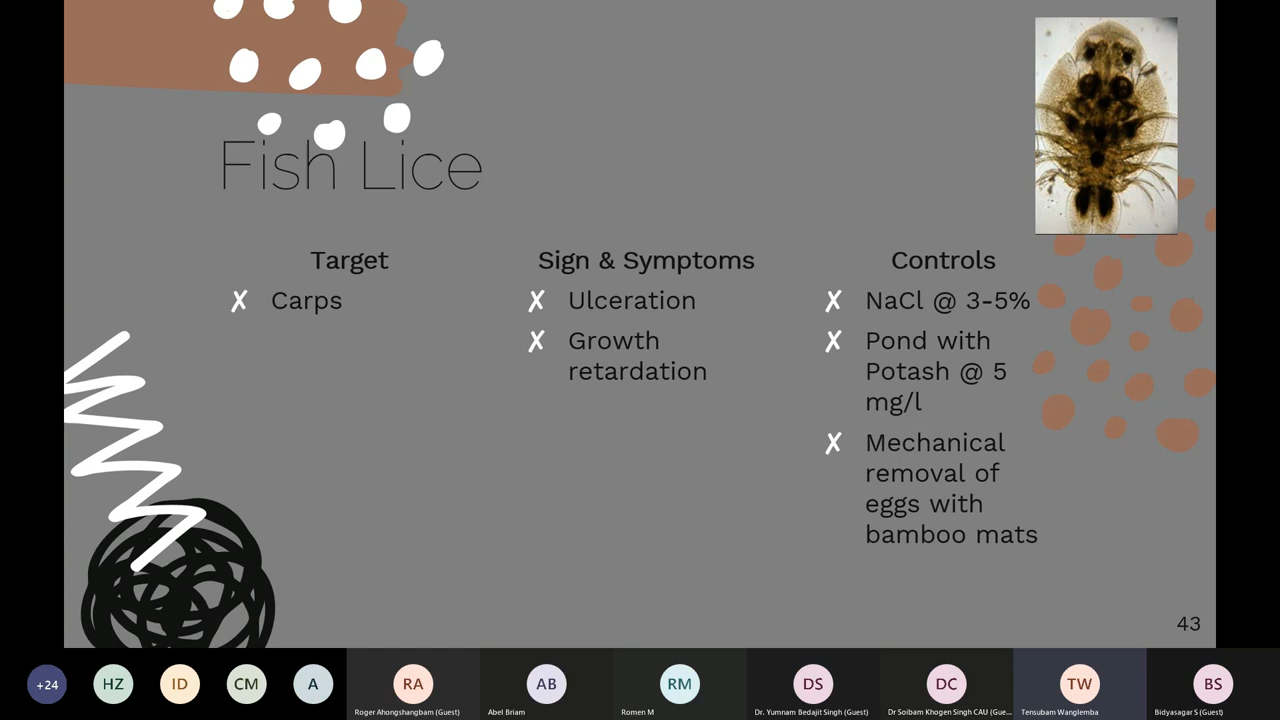 Fish Lice
Target
✗ Carps
Sign & Symptoms
✗ Ulceration
✗ Growth
retardation
Controls
✗ NaCl @ 3-5%
✗ Pond with
Potash @ 5
mg/l
✗ Mechanical
removal of
eggs with
bamboo mats
43
+24
HZ
ID
CM
A
RA
Roger Ahongshangbam (Guest)
AB
Abel Briam
RM
Romen M
DS
Dr. Yumnam Bedajit Singh (Guest)
DC
Dr Soibam Khogen Singh CAU (Gue...
TW
Tensubam Wanglemba
BS
Bidyasagar S (Guest)